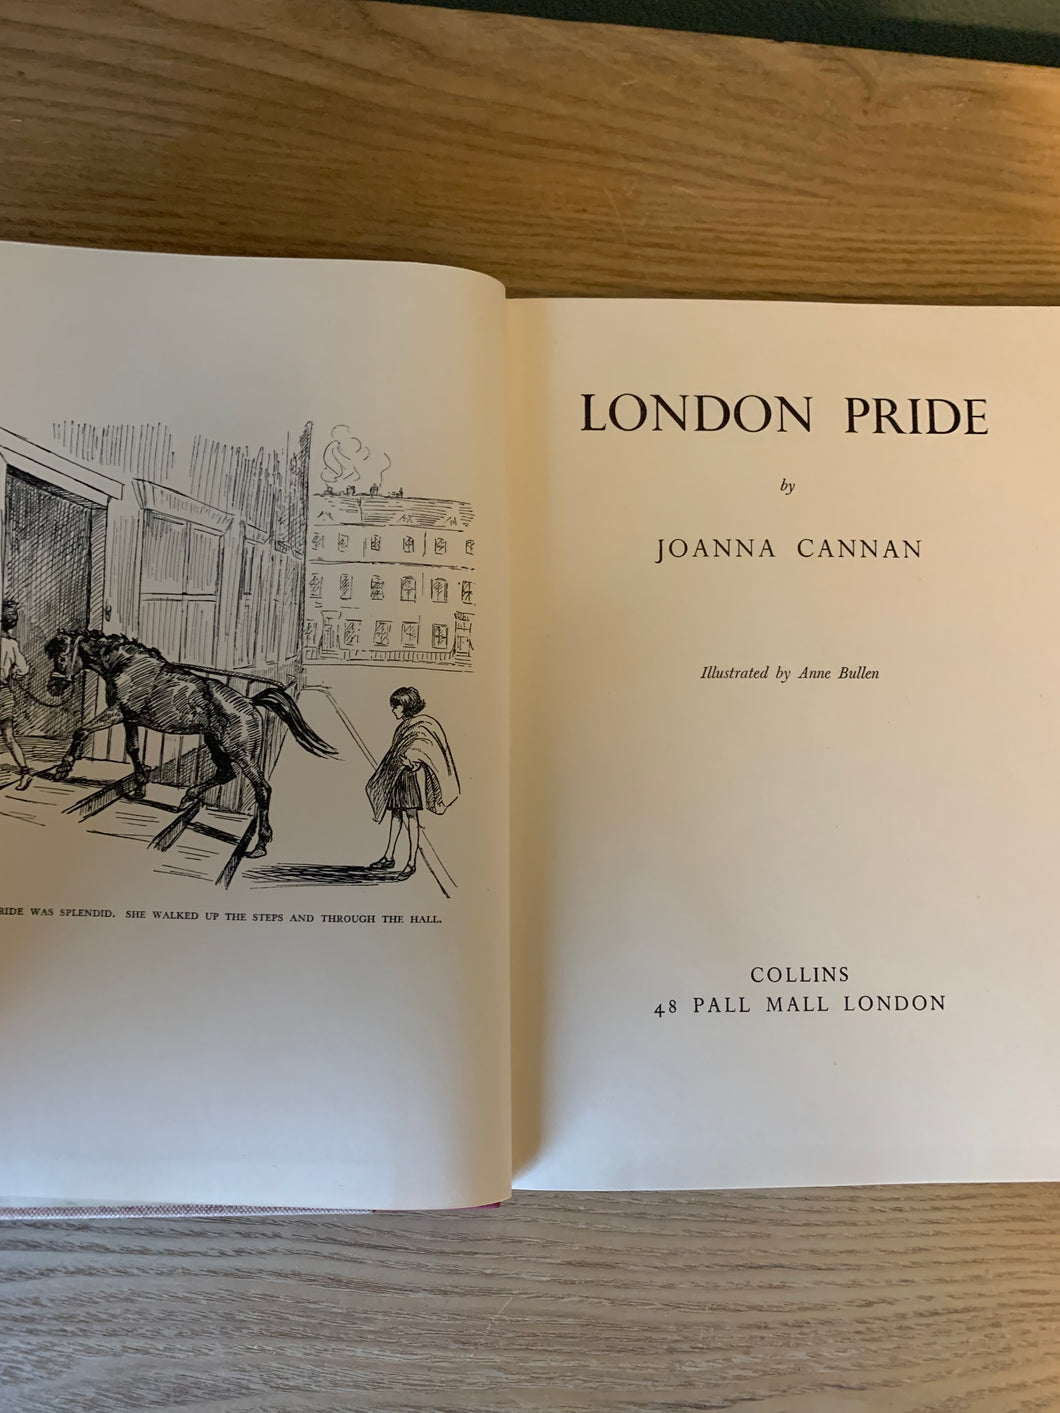 RIDE WAS SPLENDID. SHE WALKED UP THE STEPS AND THROUGH THE HALL.
LONDON PRIDE
by
JOANNA CANNAN
Illustrated by Anne Bullen
COLLINS
48 PALL MALL LONDON